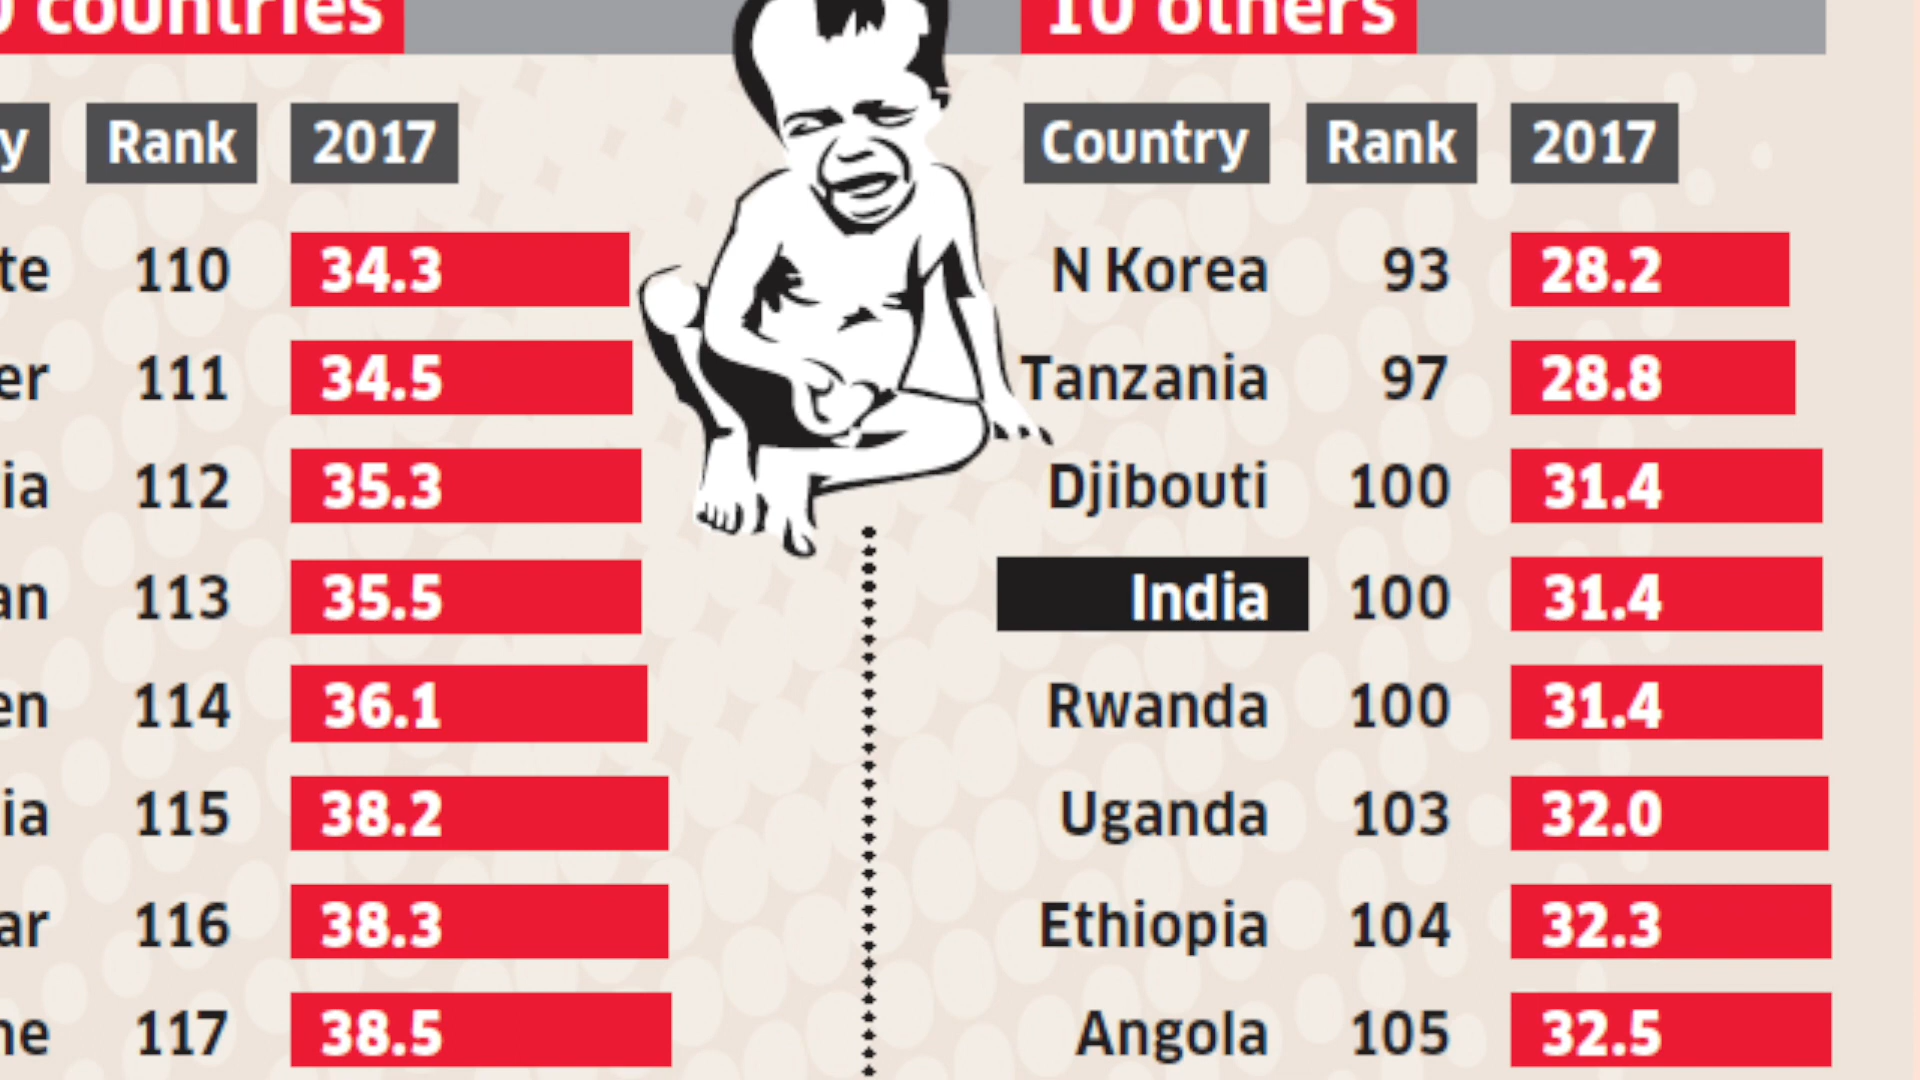 countries
Rank 2017
110 34.3
111 34.5
112 35.3
113 35.5
114 36.1
115 38.2
116 38.3
117 38.5
10 others
Country Rank 2017
N Korea 93 28.2
Tanzania 97 28.8
Djibouti 100 31.4
India 100 31.4
Rwanda 100 31.4
Uganda 103 32.0
Ethiopia 104 32.3
Angola 105 32.5